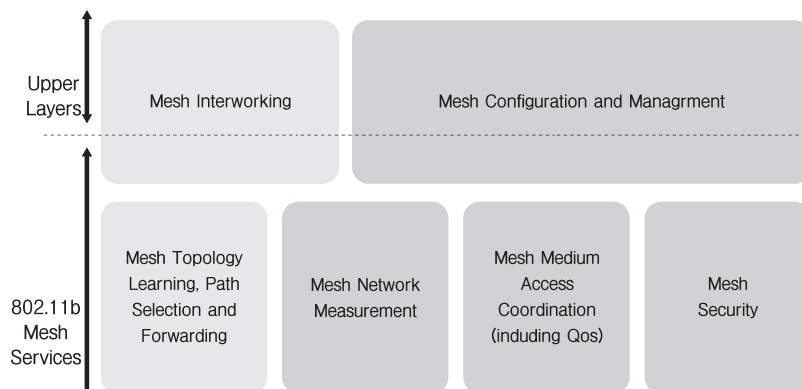 Upper
Layers
Mesh Interworking
Mesh Configuration and Managrment
802.11b
Mesh
Services
Mesh Topology
Learning, Path
Selection and
Forwarding
Mesh Network
Measurement
Mesh Medium
Access
Coordination
(induding Qos)
Mesh
Security